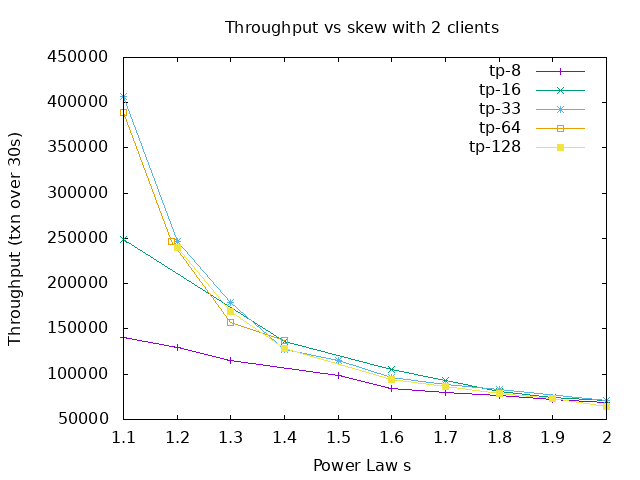 Throughput vs skew with 2 clients
450000
400000
350000
300000
250000
200000
150000
100000
50000
Throughput (txn over 30s)
tp-8
tp-16
tp-33
tp-64
tp-128
1.1 1.2 1.3 1.4 1.5 1.6 1.7 1.8 1.9 2
Power Law s